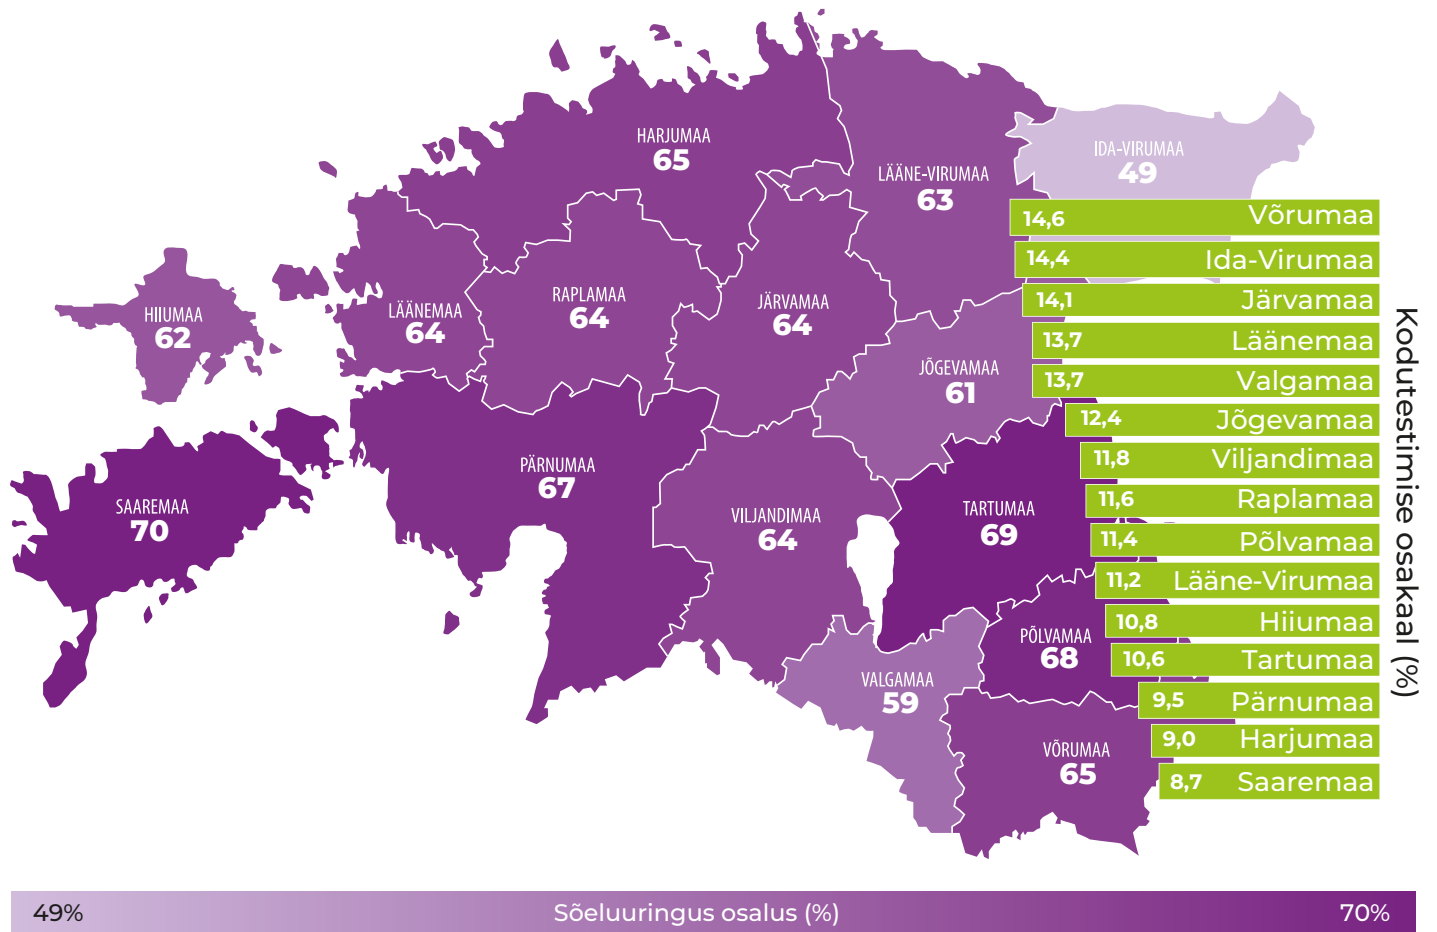 HARJUMAA
65
IDA-VIRUMAA
49
LÄÄNE-VIRUMAA
63
HIIUMAA
62
LÄÄNEMAA
64
RAPLAMAA
64
JÄRVAMAA
64
JÕGEVAMAA
61
SAAREMAA
70
PÄRNUMAA
67
VILJANDIMAA
64
TARTUMAA
69
PÕLVAMAA
68
VALGAMAA
59
VÕRUMAA
65
14,6 Võrumaa
14,4 Ida-Virumaa
14,1 Järvamaa
13,7 Läänemaa
13,7 Valgamaa
12,4 Jõgevamaa
11,8 Viljandimaa
11,6 Raplamaa
11,4 Põlvamaa
11,2 Lääne-Virumaa
10,8 Hiiumaa
10,6 Tartumaa
9,5 Pärnumaa
9,0 Harjumaa
8,7 Saaremaa
Kodutestimise osakaal (%)
49% Sõeluuringus osalus (%) 70%